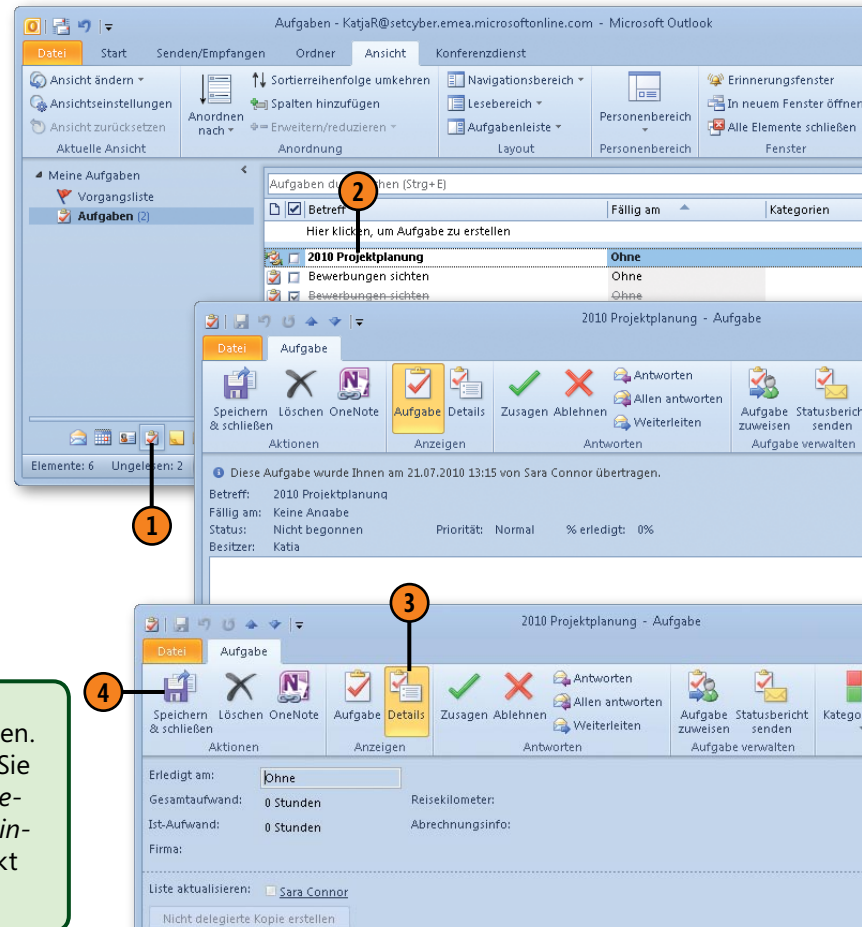 Aufgaben - KatjaR@setcyber.emea.microsoftonline.com - Microsoft Outlook
Datei Start Senden/Empfangen Ordner Ansicht Konferenzdienst
Ansicht ändern
Ansichtseinstellungen
Ansicht zurücksetzen
Aktuelle Ansicht
Anordnen nach
Sortierreihenfolge umkehren
Spalten hinzufügen
Erweitern/reduzieren
Anordnung
Navigationsbereich
Lesebereich
Aufgabenleiste
Layout
Personenbereich
Personenbereich
Erinnerungsfenster
In neuem Fenster öffnen
Alle Elemente schließen
Fenster
Meine Aufgaben
Vorgangsliste
Aufgaben (2)
Aufgaben (Strg+E)
2
Betreff Fällig am Kategorien
Hier klicken, um Aufgabe zu erstellen
2010 Projektplanung Ohne
Bewerbungen sichten Ohne
Bewerbungen sichten Ohne
Elemente: 6 Ungelesen: 2
1
2010 Projektplanung - Aufgabe
Datei Aufgabe
Speichern & schließen
Löschen
OneNote
Aktionen
Aufgabe
Details
Anzeigen
Zusagen
Ablehnen
Antworten
Allen antworten
Weiterleiten
Antworten
Aufgabe zuweisen
Statusbericht senden
Aufgabe verwalten
Diese Aufgabe wurde Ihnen am 21.07.2010 13:15 von Sara Connor übertragen.
Betreff: 2010 Projektplanung
Fällig am: Keine Angabe
Status: Nicht begonnen Priorität: Normal % erledigt: 0%
Besitzer: Katja
3
2010 Projektplanung - Aufgabe
Datei Aufgabe
4
Speichern & schließen
Löschen
OneNote
Aktionen
Aufgabe
Details
Anzeigen
Zusagen
Ablehnen
Antworten
Allen antworten
Weiterleiten
Antworten
Aufgabe zuweisen
Statusbericht senden
Aufgabe verwalten
Katego
Erledigt am: Ohne
Gesamtaufwand: 0 Stunden Reisekilometer:
Ist-Aufwand: 0 Stunden Abrechnungsinfo:
Firma:
Liste aktualisieren: Sara Connor
Nicht delegierte Kopie erstellen
en.
Sie
e-
in-
kt